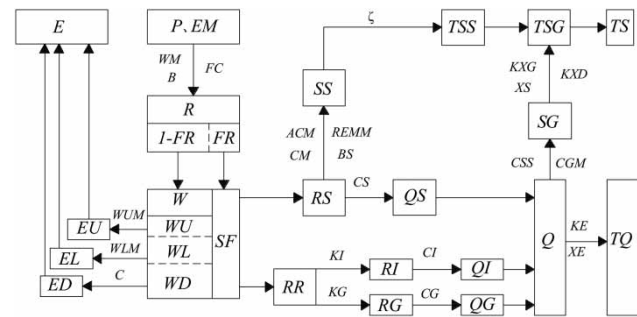 E
P、EM
ζ
TSS
TSG
TS
WM
B
FC
KXG
XS
KXD
SS
R
1-FR
FR
ACM
CM
REMM
BS
SG
CSS
CGM
W
SF
RS
CS
QS
WU
WUM
EU
WL
WLM
EL
Q
KE
XE
TQ
WD
C
ED
RR
KI
RI
CI
QI
KG
RG
CG
QG